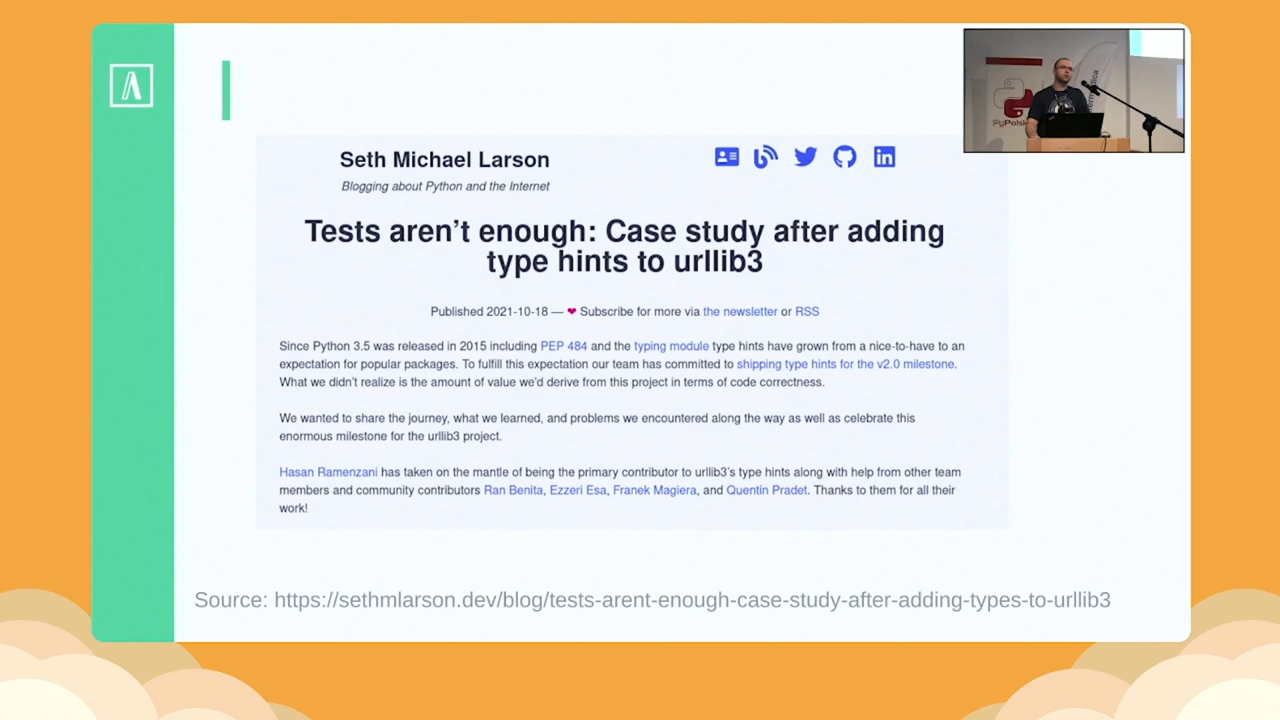 Seth Michael Larson
Blogging about Python and the Internet
Tests aren't enough: Case study after adding
type hints to urllib3
Published 2021-10-18 — ❤ Subscribe for more via the newsletter or RSS
Since Python 3.5 was released in 2015 including PEP 484 and the typing module type hints have grown from a nice-to-have to an
expectation for popular packages. To fulfill this expectation our team has committed to shipping type hints for the v2.0 milestone.
What we didn't realize is the amount of value we'd derive from this project in terms of code correctness.
We wanted to share the journey, what we learned, and problems we encountered along the way as well as celebrate this
enormous milestone for the urllib3 project.
Hasan Ramenzani has taken on the mantle of being the primary contributor to urllib3's type hints along with help from other team
members and community contributors Ran Benita, Ezzeri Esa, Franek Magiera, and Quentin Pradet. Thanks to them for all their
work!
Source: https://sethmlarson.dev/blog/tests-arent-enough-case-study-after-adding-types-to-urllib3